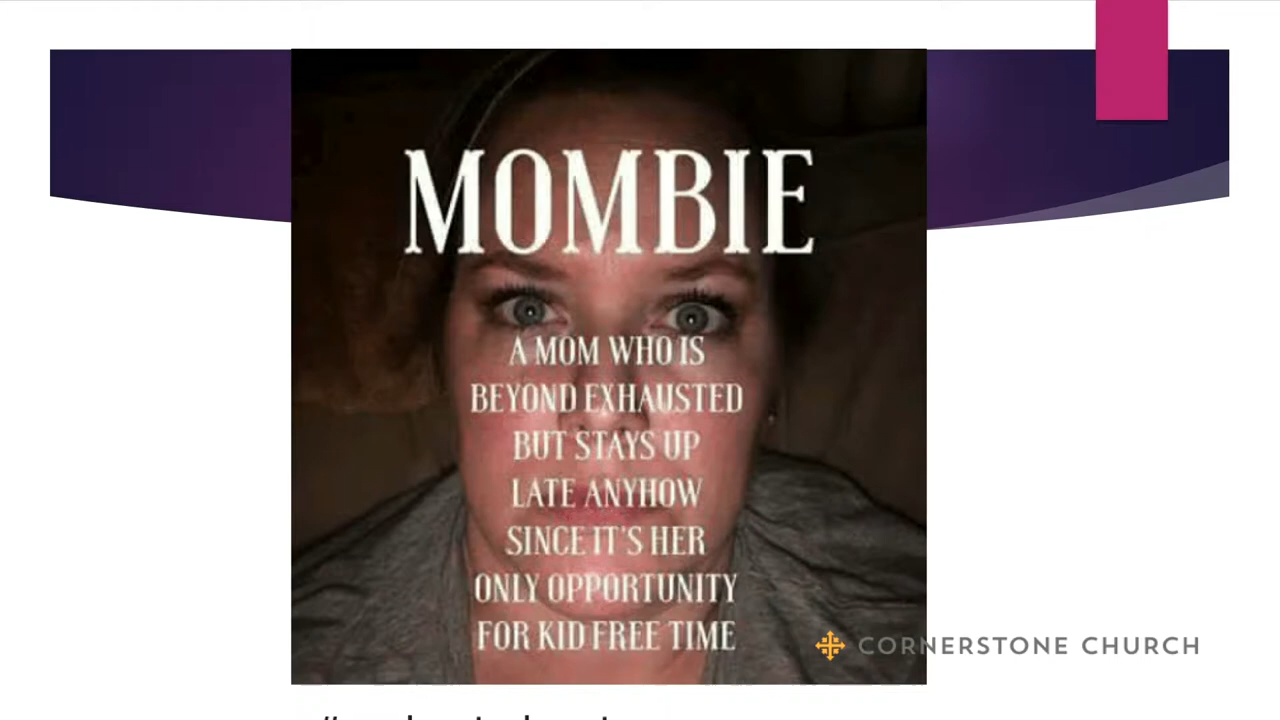 MOMBIE
A MOM WHO IS
BEYOND EXHAUSTED
BUT STAYS UP
LATE ANYHOW
SINCE IT'S HER
ONLY OPPORTUNITY
FOR KID FREE TIME
CORNERSTONE CHURCH